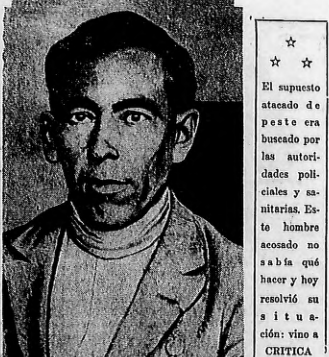 El supuesto
atacado de
peste era
buscado por
las autori-
dades poli-
ciales y sa-
nitarias. Es-
te hombre
acosado no
sabía qué
hacer y hoy
resolvió su
situa-
ción: vino a
CRITICA